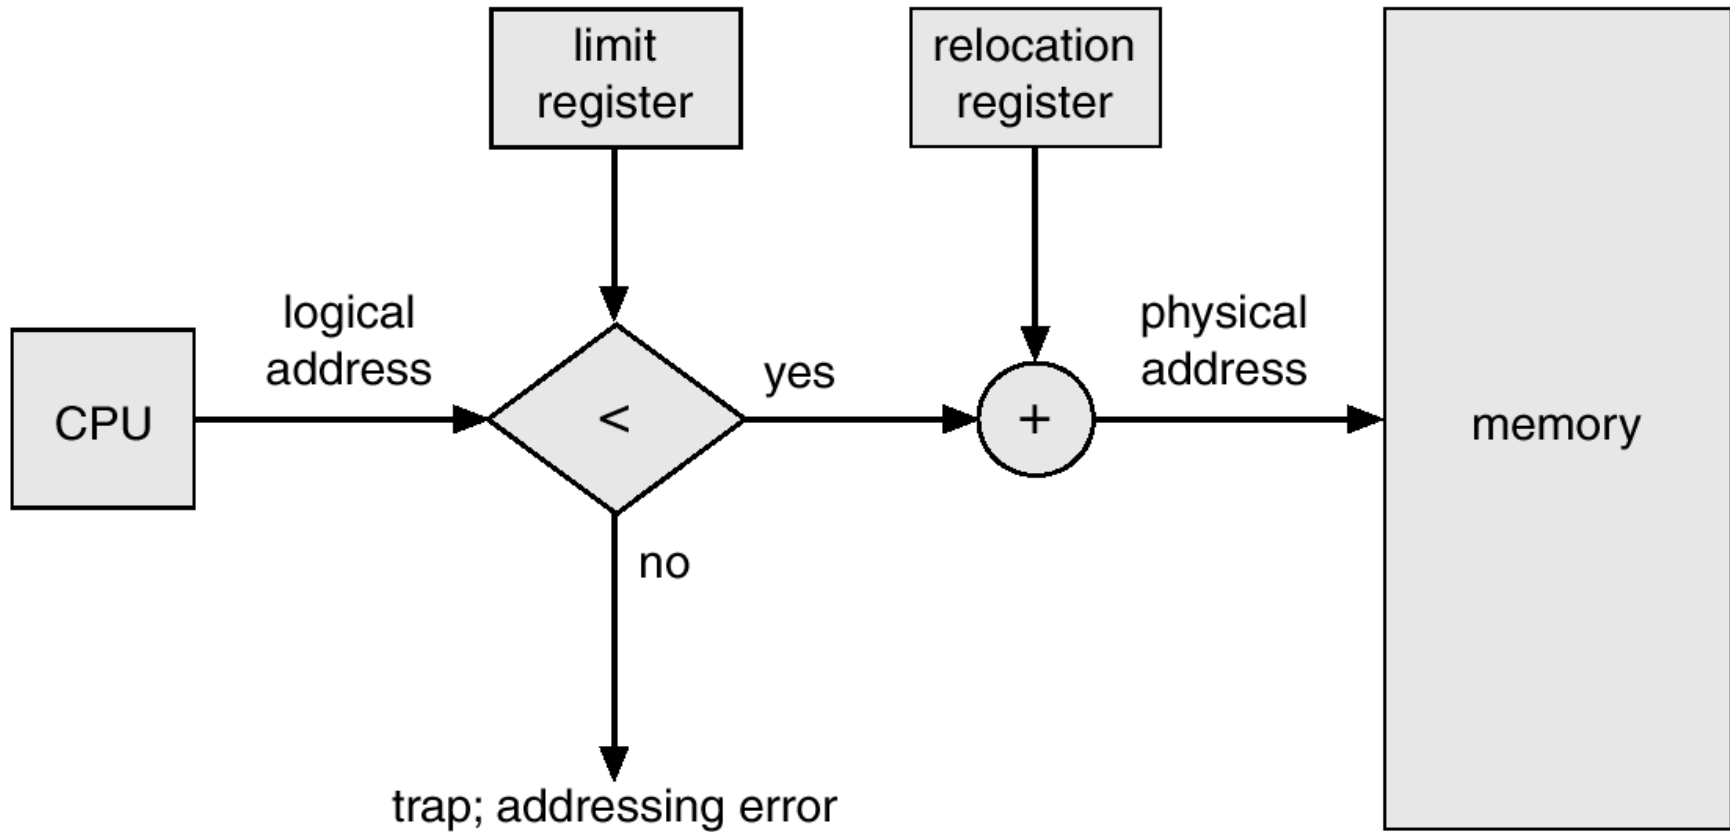 limit
register
relocation
register
logical
address
yes
physical
address
CPU
<
+
memory
no
trap; addressing error